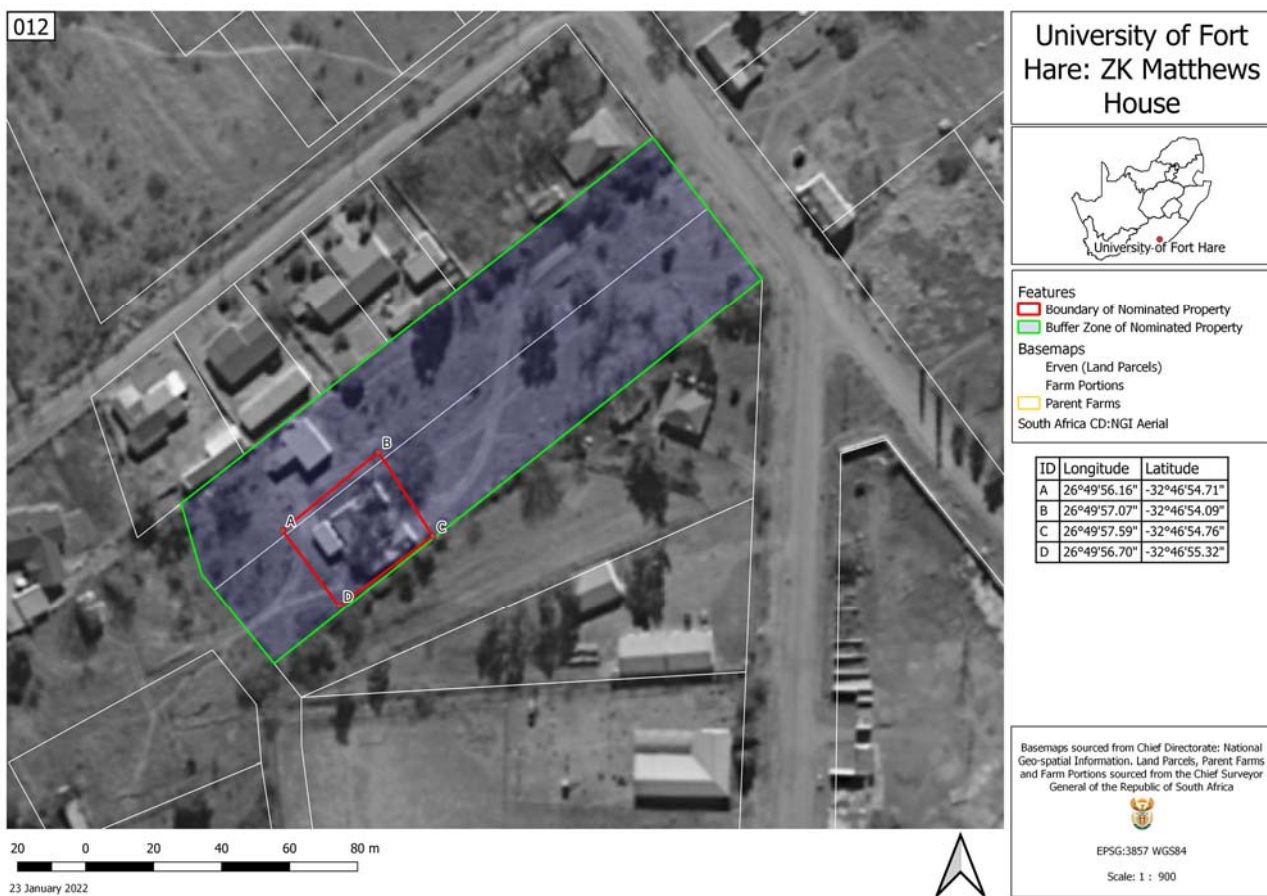 012
A
B
C
D
University of Fort
Hare: ZK Matthews
House
University of Fort Hare
Features
Boundary of Nominated Property
Buffer Zone of Nominated Property
Basemaps
Erven (Land Parcels)
Farm Portions
Parent Farms
South Africa CD:NGI Aerial
ID Longitude Latitude
A 26°49'56.16" -32°46'54.71"
B 26°49'57.07" -32°46'54.09"
C 26°49'57.59" -32°46'54.76"
D 26°49'56.70" -32°46'55.32"
Basemaps sourced from Chief Directorate: National
Geo-spatial Information. Land Parcels, Parent Farms
and Farm Portions sourced from the Chief Surveyor
General of the Republic of South Africa
EPSG:3857 WGS84
Scale: 1 : 900
20 0 20 40 60 80 m
23 January 2022